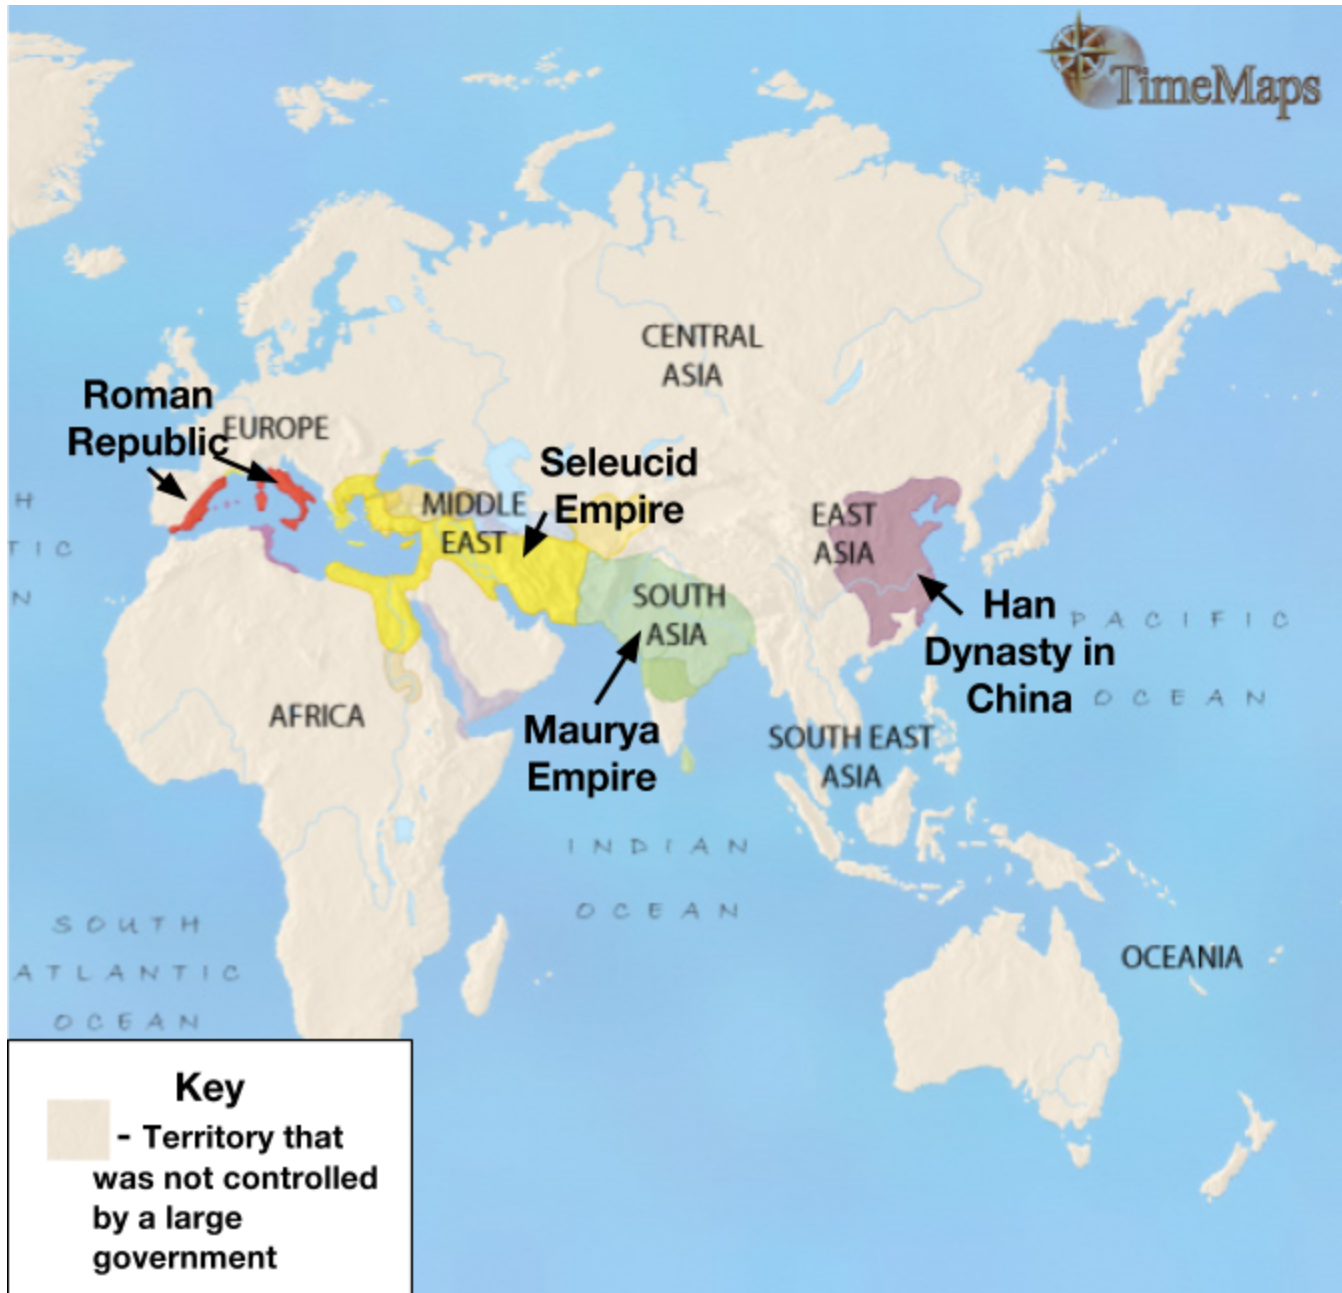 TimeMaps
CENTRAL
ASIA
Roman
Republic
EUROPE
Seleucid
Empire
MIDDLE
EAST
EAST
ASIA
H
TIC
N
SOUTH
ASIA
Han
Dynasty in
China
PACIFIC
OCEAN
AFRICA
Maurya
Empire
SOUTH EAST
ASIA
INDIAN
OCEAN
SOUTH
ATLANTIC
OCEAN
OCEANIA
Key
- Territory that
was not controlled
by a large
government